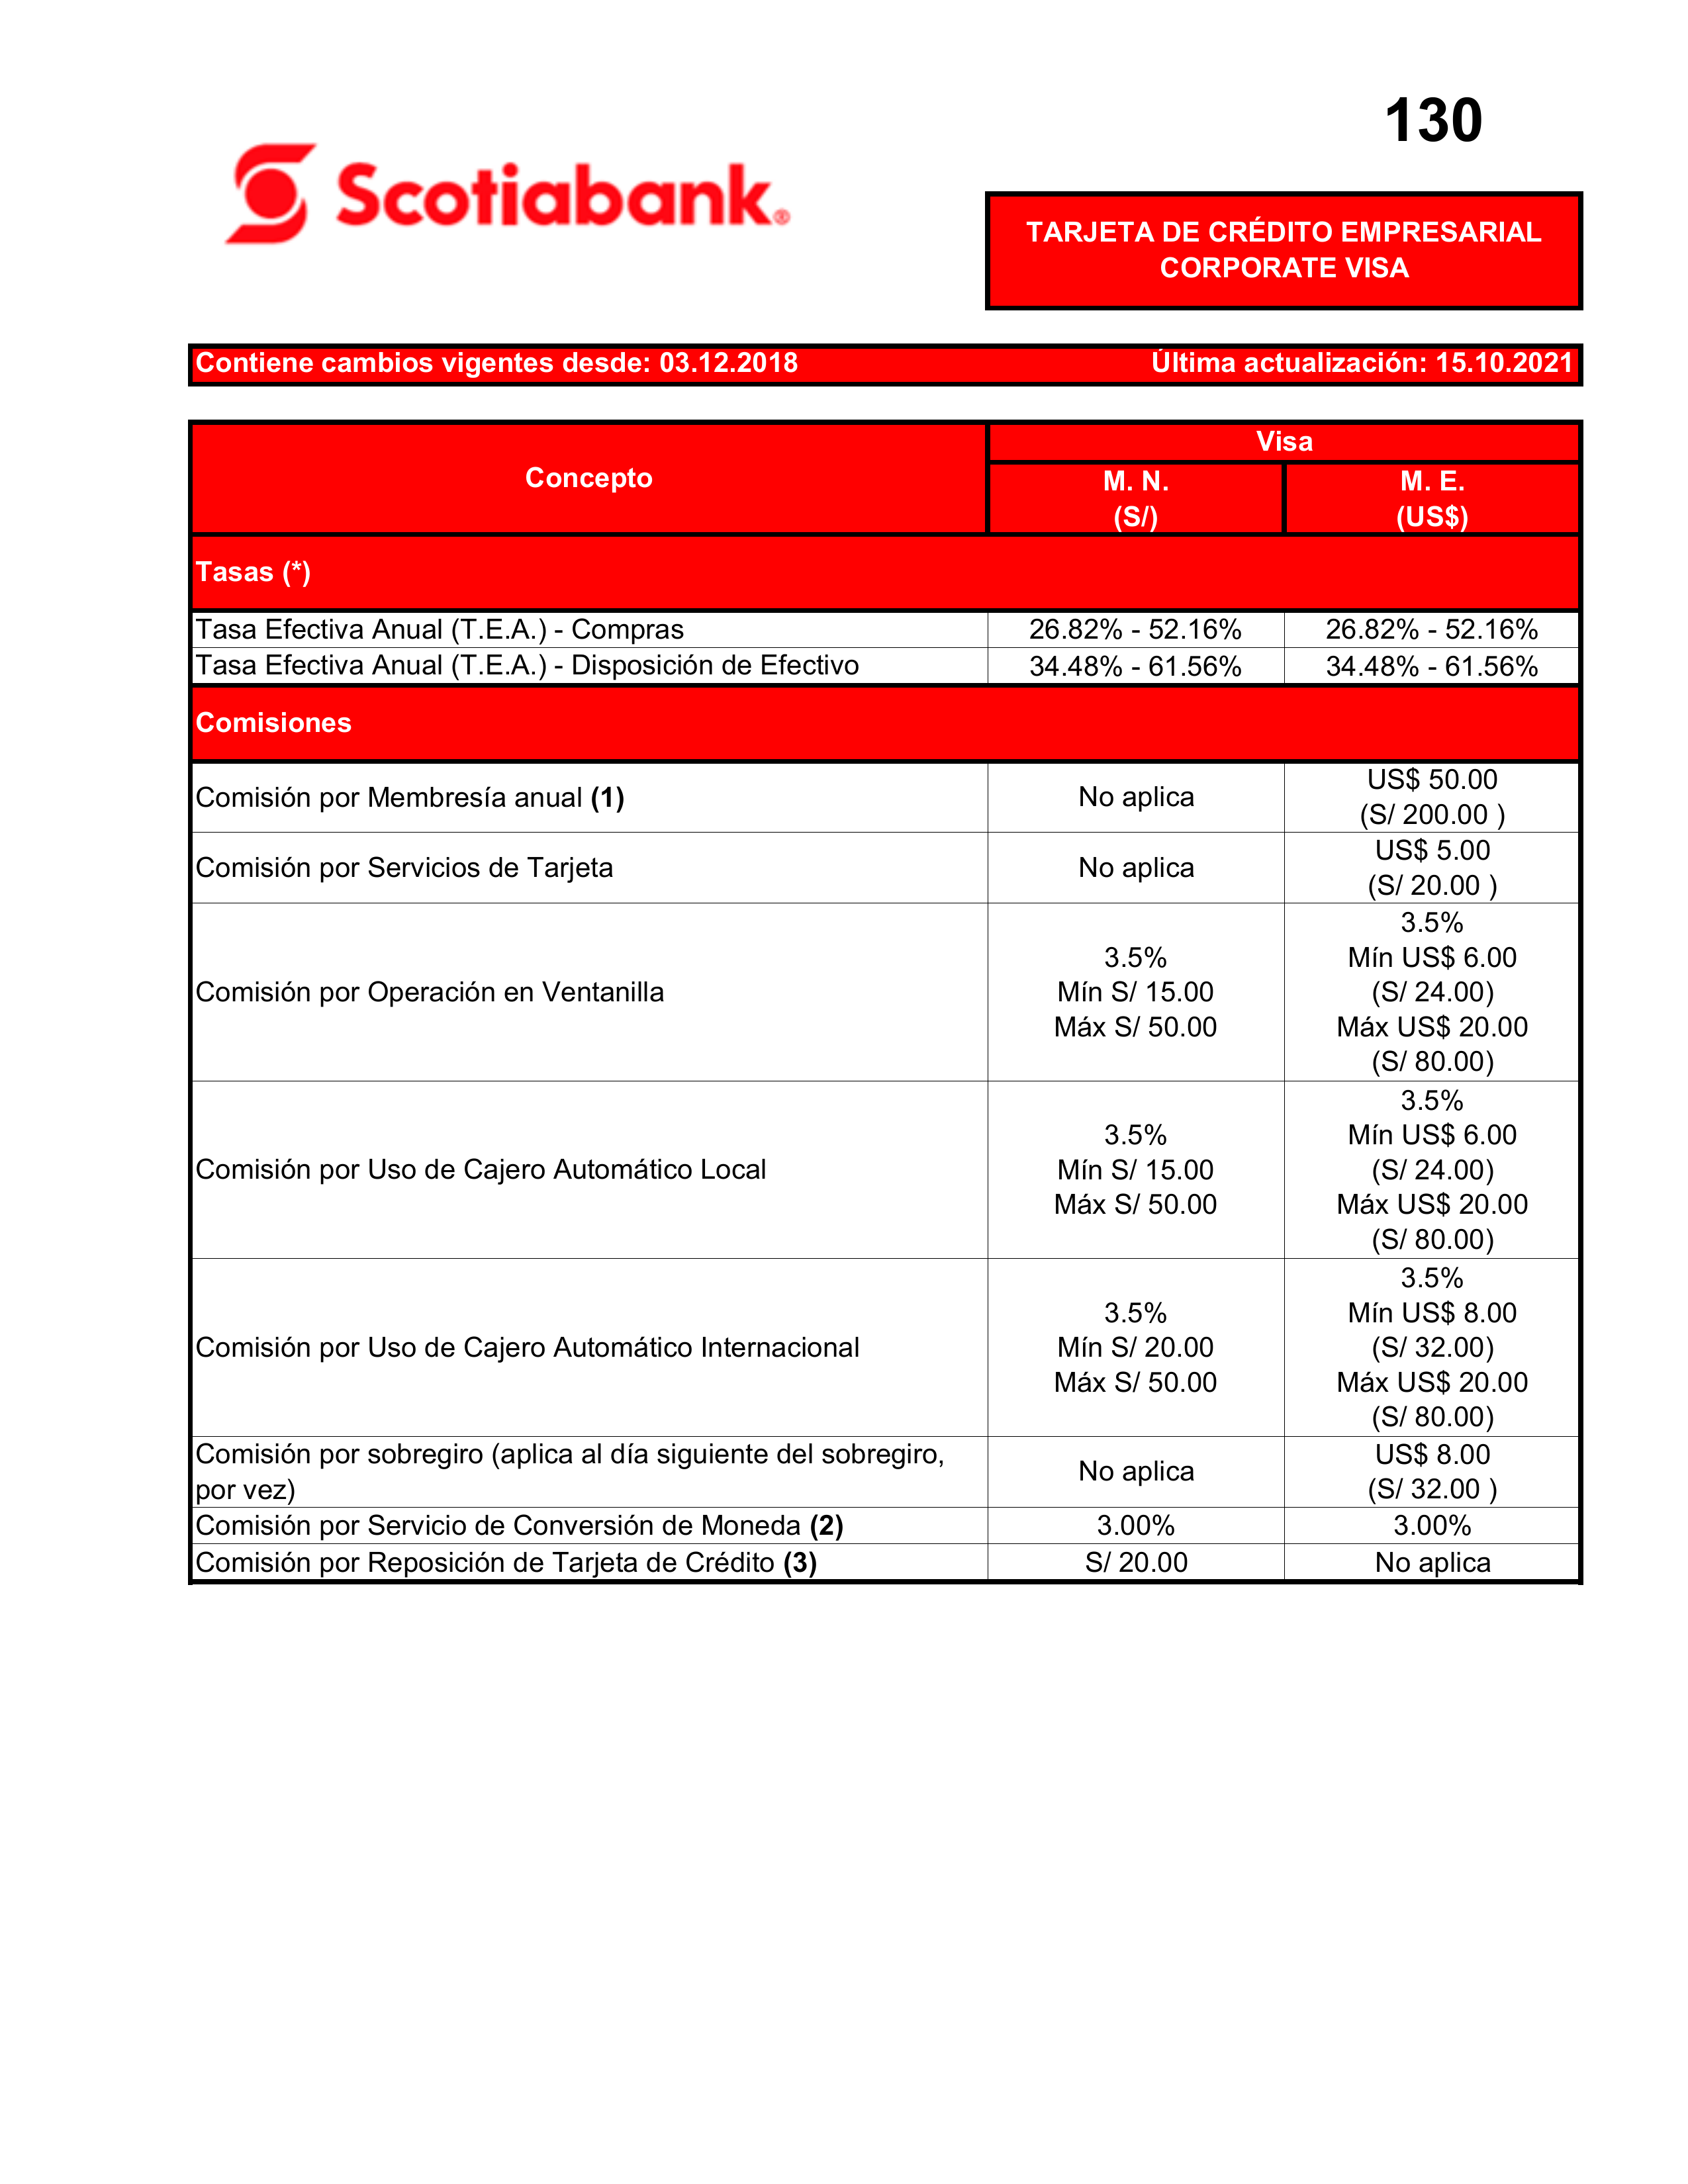 130
Scotiabank®
TARJETA DE CRÉDITO EMPRESARIAL
CORPORATE VISA
Contiene cambios vigentes desde: 03.12.2018 Última actualización: 15.10.2021
Concepto
Visa
M. N.
(S/)
M. E.
(US$)
Tasas (*)
Tasa Efectiva Anual (T.E.A.) - Compras 26.82% - 52.16% 26.82% - 52.16%
Tasa Efectiva Anual (T.E.A.) - Disposición de Efectivo 34.48% - 61.56% 34.48% - 61.56%
Comisiones
Comisión por Membresía anual (1)
No aplica
US$ 50.00
(S/ 200.00 )
Comisión por Servicios de Tarjeta
No aplica
US$ 5.00
(S/ 20.00 )
Comisión por Operación en Ventanilla
3.5%
Mín S/ 15.00
Máx S/ 50.00
3.5%
Mín US$ 6.00
(S/ 24.00)
Máx US$ 20.00
(S/ 80.00)
Comisión por Uso de Cajero Automático Local
3.5%
Mín S/ 15.00
Máx S/ 50.00
3.5%
Mín US$ 6.00
(S/ 24.00)
Máx US$ 20.00
(S/ 80.00)
Comisión por Uso de Cajero Automático Internacional
3.5%
Mín S/ 20.00
Máx S/ 50.00
3.5%
Mín US$ 8.00
(S/ 32.00)
Máx US$ 20.00
(S/ 80.00)
Comisión por sobregiro (aplica al día siguiente del sobregiro,
por vez)
No aplica
US$ 8.00
(S/ 32.00 )
Comisión por Servicio de Conversión de Moneda (2) 3.00% 3.00%
Comisión por Reposición de Tarjeta de Crédito (3) S/ 20.00 No aplica